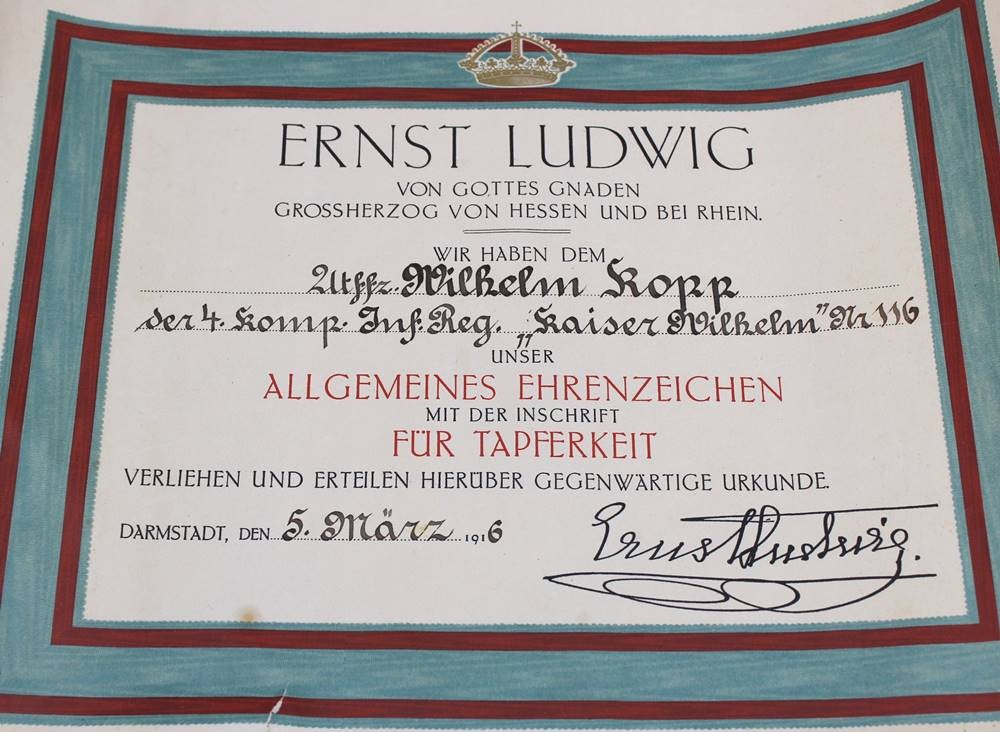 ERNST LUDWIG
VON GOTTES GNADEN
GROSSHERZOG VON HESSEN UND BEI RHEIN.
WIR HABEN DEM
Utffz. Wilhelm Kopp
der 4. Komp. Inf. Reg. „Kaiser Wilhelm” Nr 116
UNSER
ALLGEMEINES EHRENZEICHEN
MIT DER INSCHRIFT
FÜR TAPFERKEIT
VERLIEHEN UND ERTEILEN HIERÜBER GEGENWÄRTIGE URKUNDE.
DARMSTADT, DEN 5. März 1916
Ernst Ludwig.